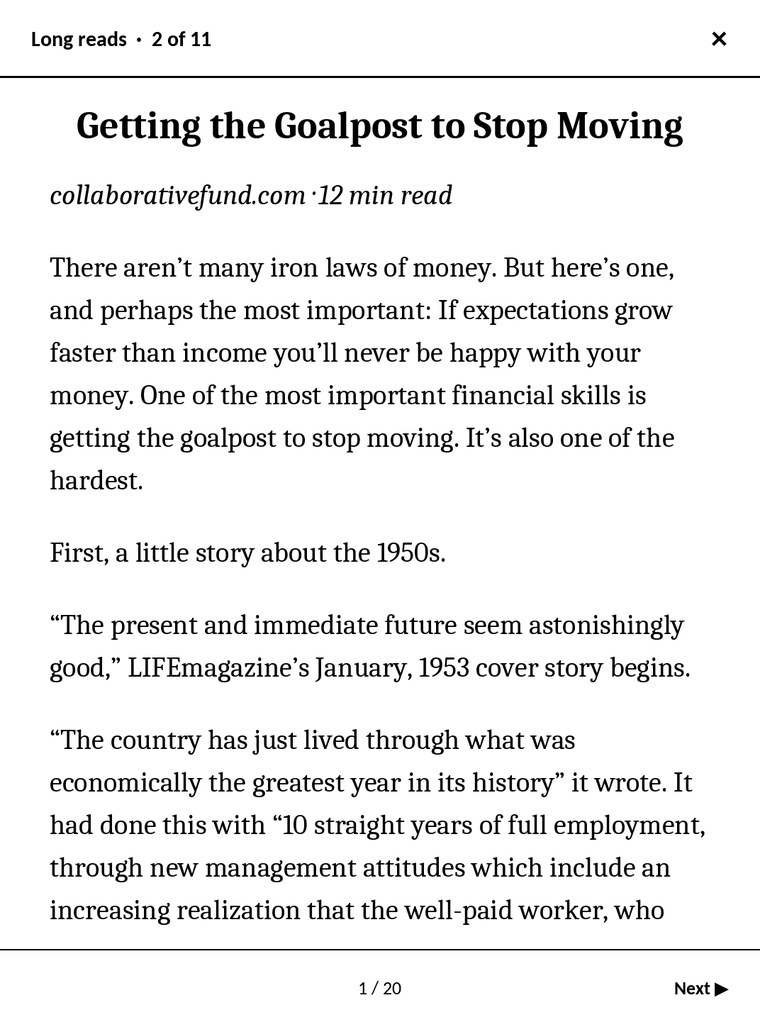 Long reads · 2 of 11 ✕
Getting the Goalpost to Stop Moving
collaborativefund.com · 12 min read
There aren’t many iron laws of money. But here’s one,
and perhaps the most important: If expectations grow
faster than income you’ll never be happy with your
money. One of the most important financial skills is
getting the goalpost to stop moving. It’s also one of the
hardest.
First, a little story about the 1950s.
“The present and immediate future seem astonishingly
good,” LIFEmagazine’s January, 1953 cover story begins.
“The country has just lived through what was
economically the greatest year in its history” it wrote. It
had done this with “10 straight years of full employment,
through new management attitudes which include an
increasing realization that the well-paid worker, who
1 / 20 Next ▶